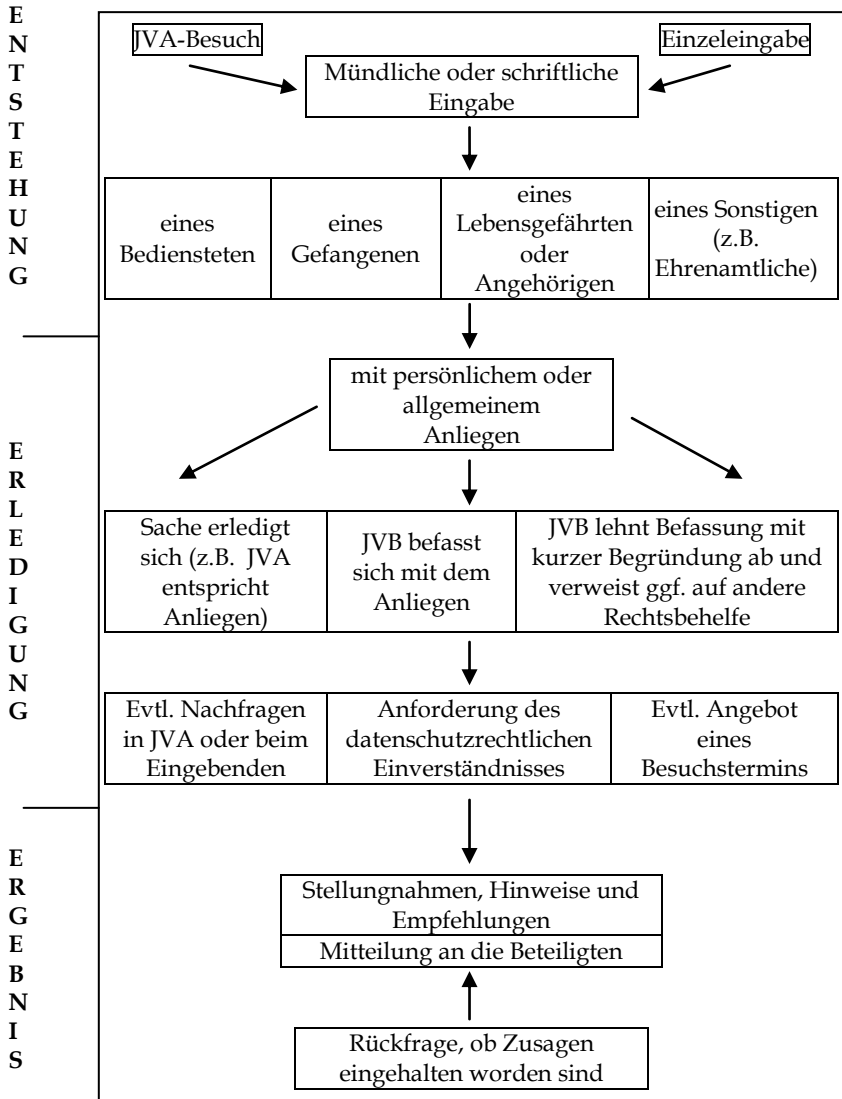 ENTSTEHUNG
JVA-Besuch
Einzeleingabe
Mündliche oder schriftliche
Eingabe
eines
Bediensteten
eines
Gefangenen
eines
Lebensgefährten
oder
Angehörigen
eines Sonstigen
(z.B.
Ehrenamtliche)
ERLEDIGUNG
mit persönlichem oder
allgemeinem
Anliegen
Sache erledigt
sich (z.B. JVA
entspricht
Anliegen)
JVB befasst
sich mit dem
Anliegen
JVB lehnt Befassung mit
kurzer Begründung ab und
verweist ggf. auf andere
Rechtsbehelfe
Evtl. Nachfragen
in JVA oder beim
Eingebenden
Anforderung des
datenschutzrechtlichen
Einverständnisses
Evtl. Angebot
eines
Besuchstermins
ERGEBNIS
Stellungnahmen, Hinweise und
Empfehlungen
Mitteilung an die Beteiligten
Rückfrage, ob Zusagen
eingehalten worden sind